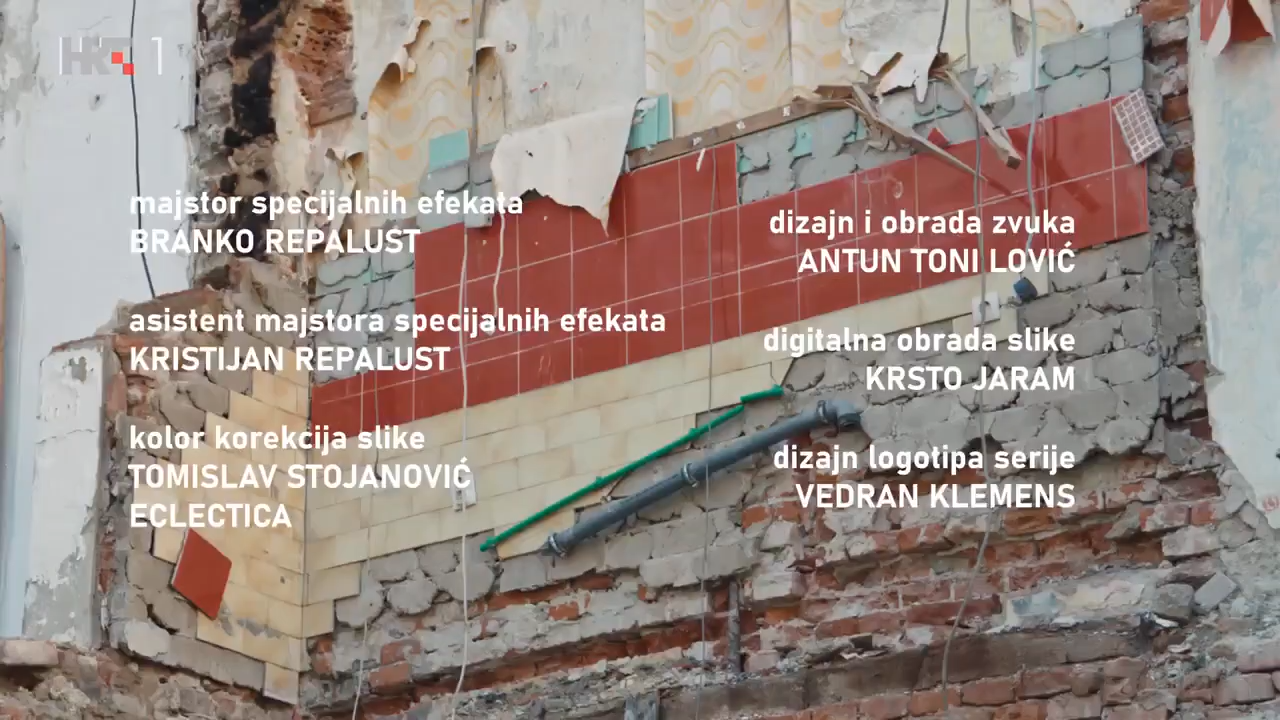 HRT 1
majstor specijalnih efekata
BRANKO REPALUST
asistent majstora specijalnih efekata
KRISTIJAN REPALUST
kolor korekcija slike
TOMISLAV STOJANOVIĆ
ECLECTICA
dizajn i obrada zvuka
ANTUN TONI LOVIĆ
digitalna obrada slike
KRSTO JARAM
dizajn logotipa serije
VEDRAN KLEMENS